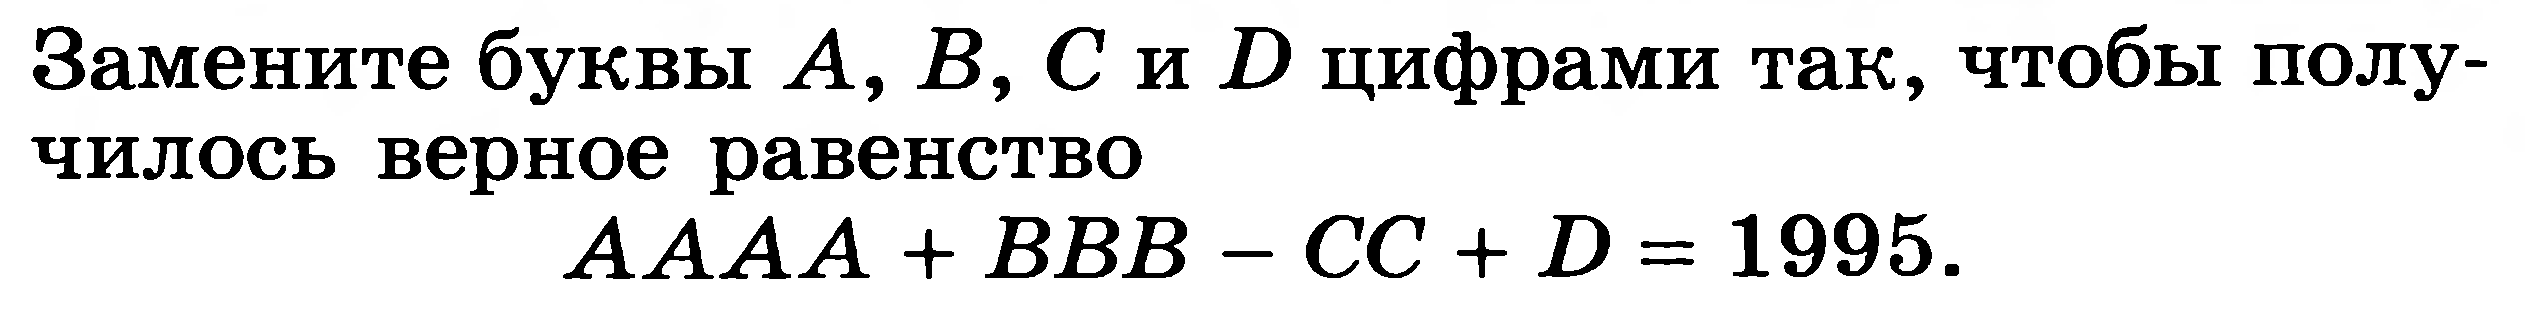 Замените буквы A, B, C и D цифрами так, чтобы полу-
чилось верное равенство
AAAA + BBB − CC + D = 1995.